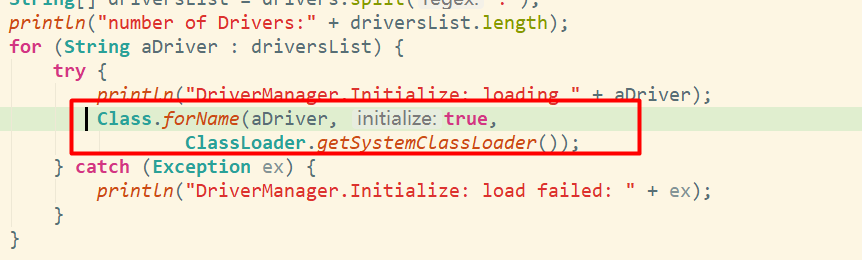 String[] driversList = drivers.split( regex: ":");
println("number of Drivers:" + driversList.length);
for (String aDriver : driversList) {
try {
println("DriverManager.Initialize: loading " + aDriver);
Class.forName(aDriver, initialize: true,
ClassLoader.getSystemClassLoader());
} catch (Exception ex) {
println("DriverManager.Initialize: load failed: " + ex);
}
}